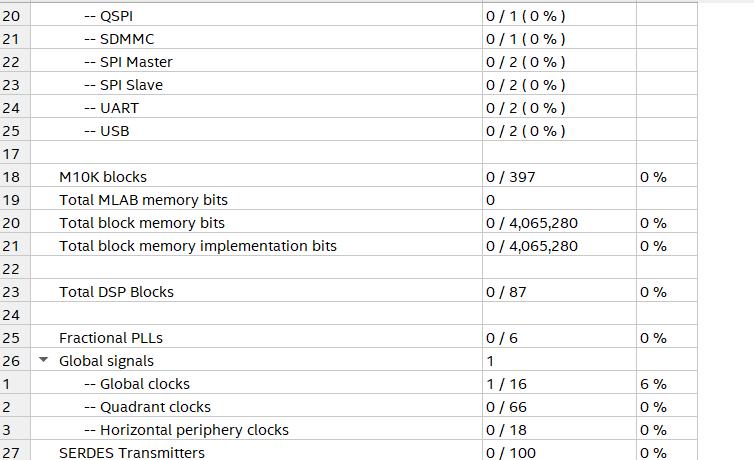 20 -- QSPI 0 / 1 ( 0 % )
21 -- SDMMC 0 / 1 ( 0 % )
22 -- SPI Master 0 / 2 ( 0 % )
23 -- SPI Slave 0 / 2 ( 0 % )
24 -- UART 0 / 2 ( 0 % )
25 -- USB 0 / 2 ( 0 % )
17
18 M10K blocks 0 / 397 0 %
19 Total MLAB memory bits 0
20 Total block memory bits 0 / 4,065,280 0 %
21 Total block memory implementation bits 0 / 4,065,280 0 %
22
23 Total DSP Blocks 0 / 87 0 %
24
25 Fractional PLLs 0 / 6 0 %
26 Global signals 1
1 -- Global clocks 1 / 16 6 %
2 -- Quadrant clocks 0 / 66 0 %
3 -- Horizontal periphery clocks 0 / 18 0 %
27 SERDES Transmitters 0 / 100 0 %